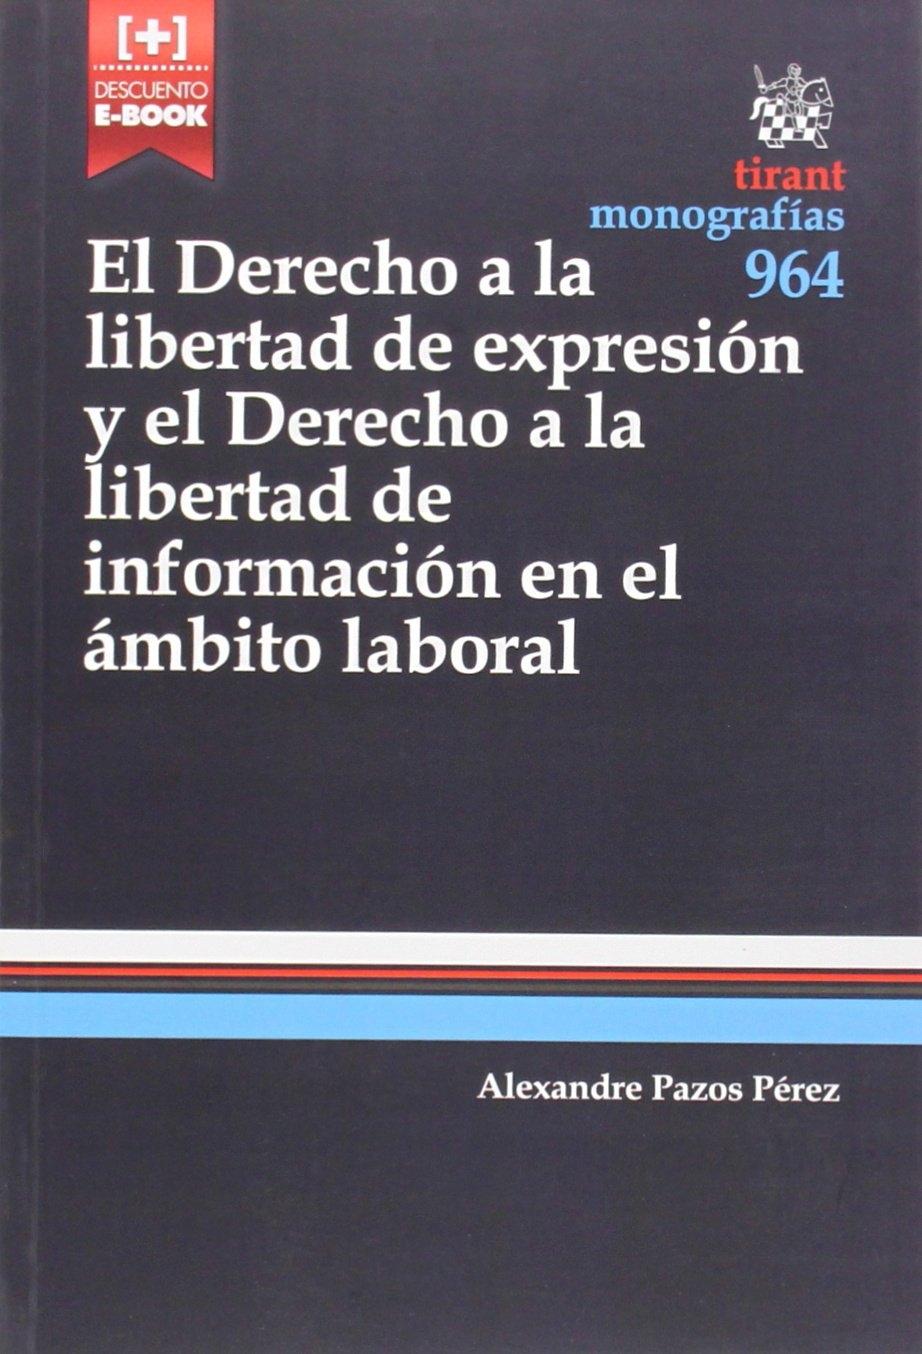 [+]
DESCUENTO
E-BOOK
tirant
monografías
964
El Derecho a la
libertad de expresión
y el Derecho a la
libertad de
información en el
ámbito laboral
Alexandre Pazos Pérez